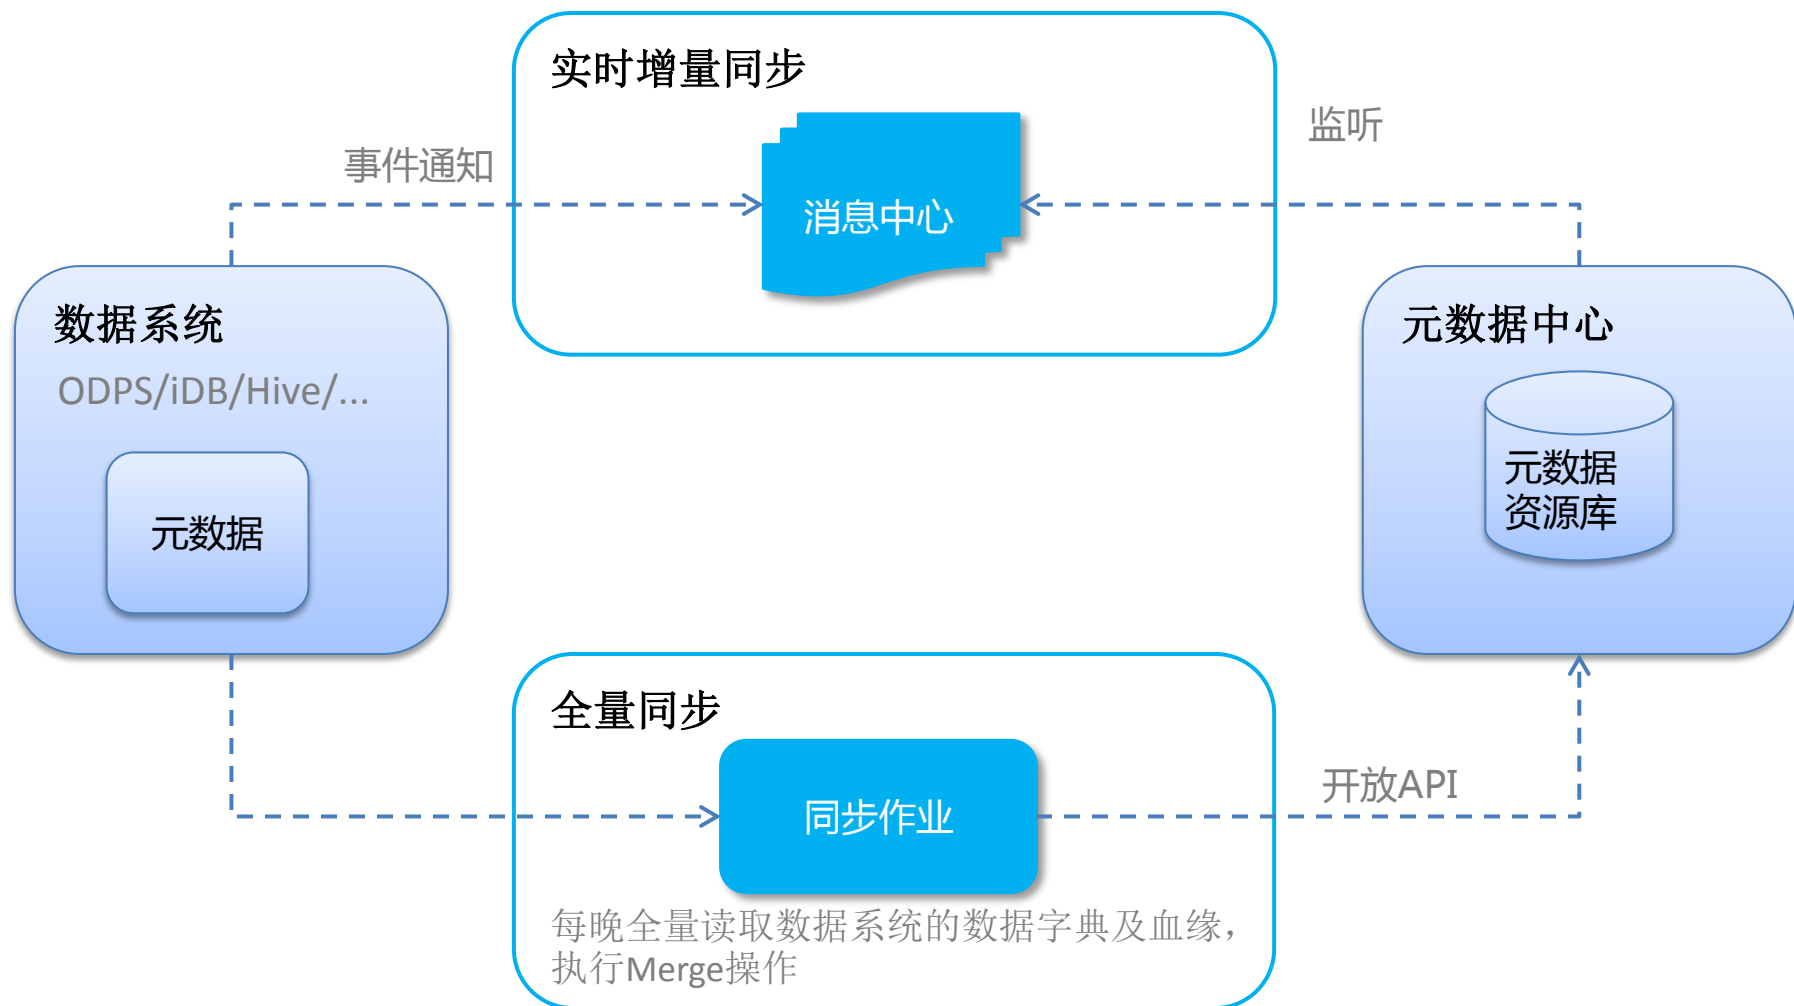 实时增量同步
监听
事件通知
消息中心
数据系统
ODPS/iDB/Hive/...
元数据
元数据中心
元数据
资源库
全量同步
同步作业
开放API
每晚全量读取数据系统的数据字典及血缘，
执行Merge操作